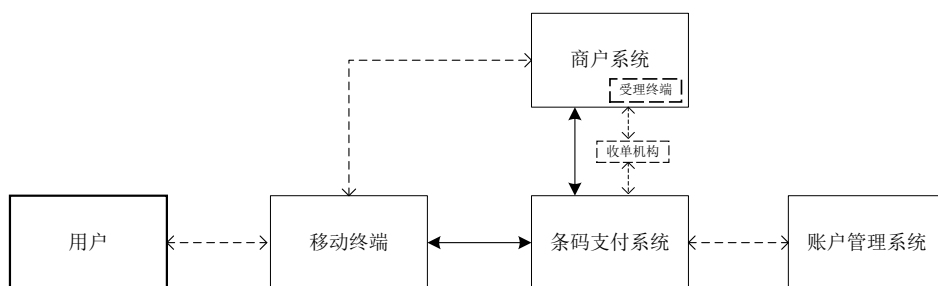 商户系统
受理终端
收单机构
用户
移动终端
条码支付系统
账户管理系统